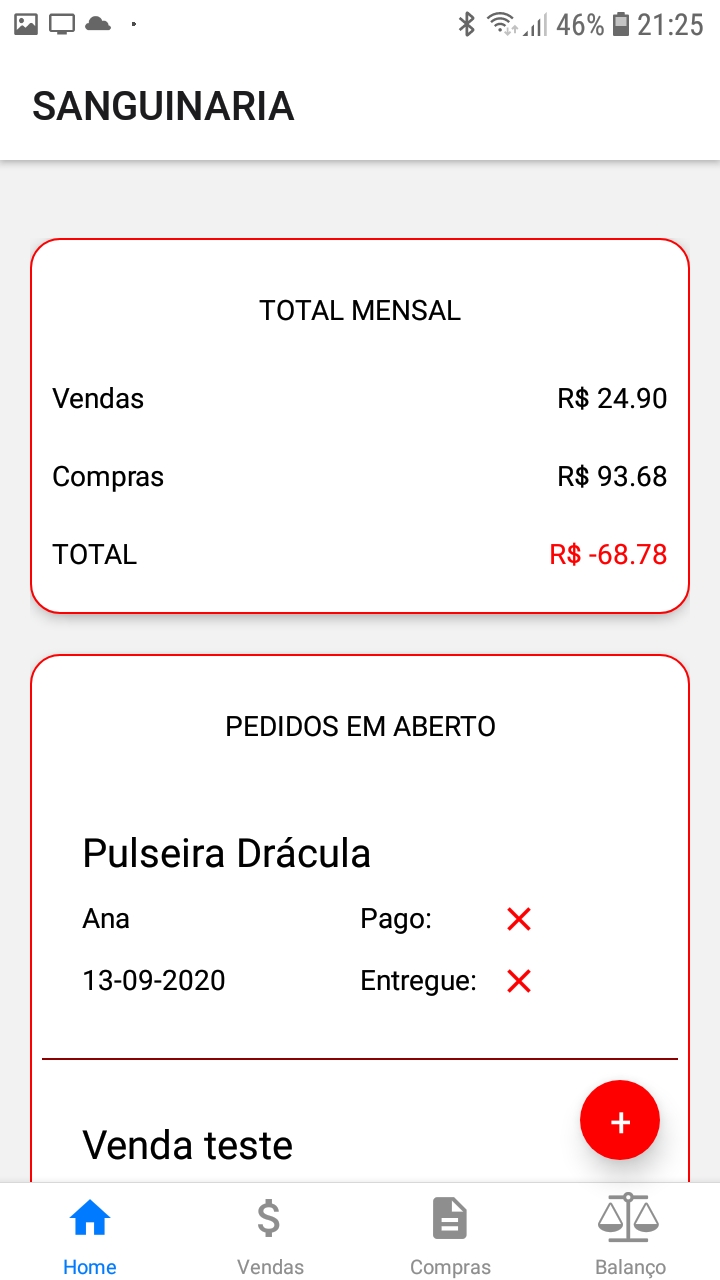 46% 21:25
SANGUINARIA
TOTAL MENSAL
Vendas R$ 24.90
Compras R$ 93.68
TOTAL R$ -68.78
PEDIDOS EM ABERTO
Pulseira Drácula
Ana Pago:
13-09-2020 Entregue:
Venda teste
+
Home Vendas Compras Balanço